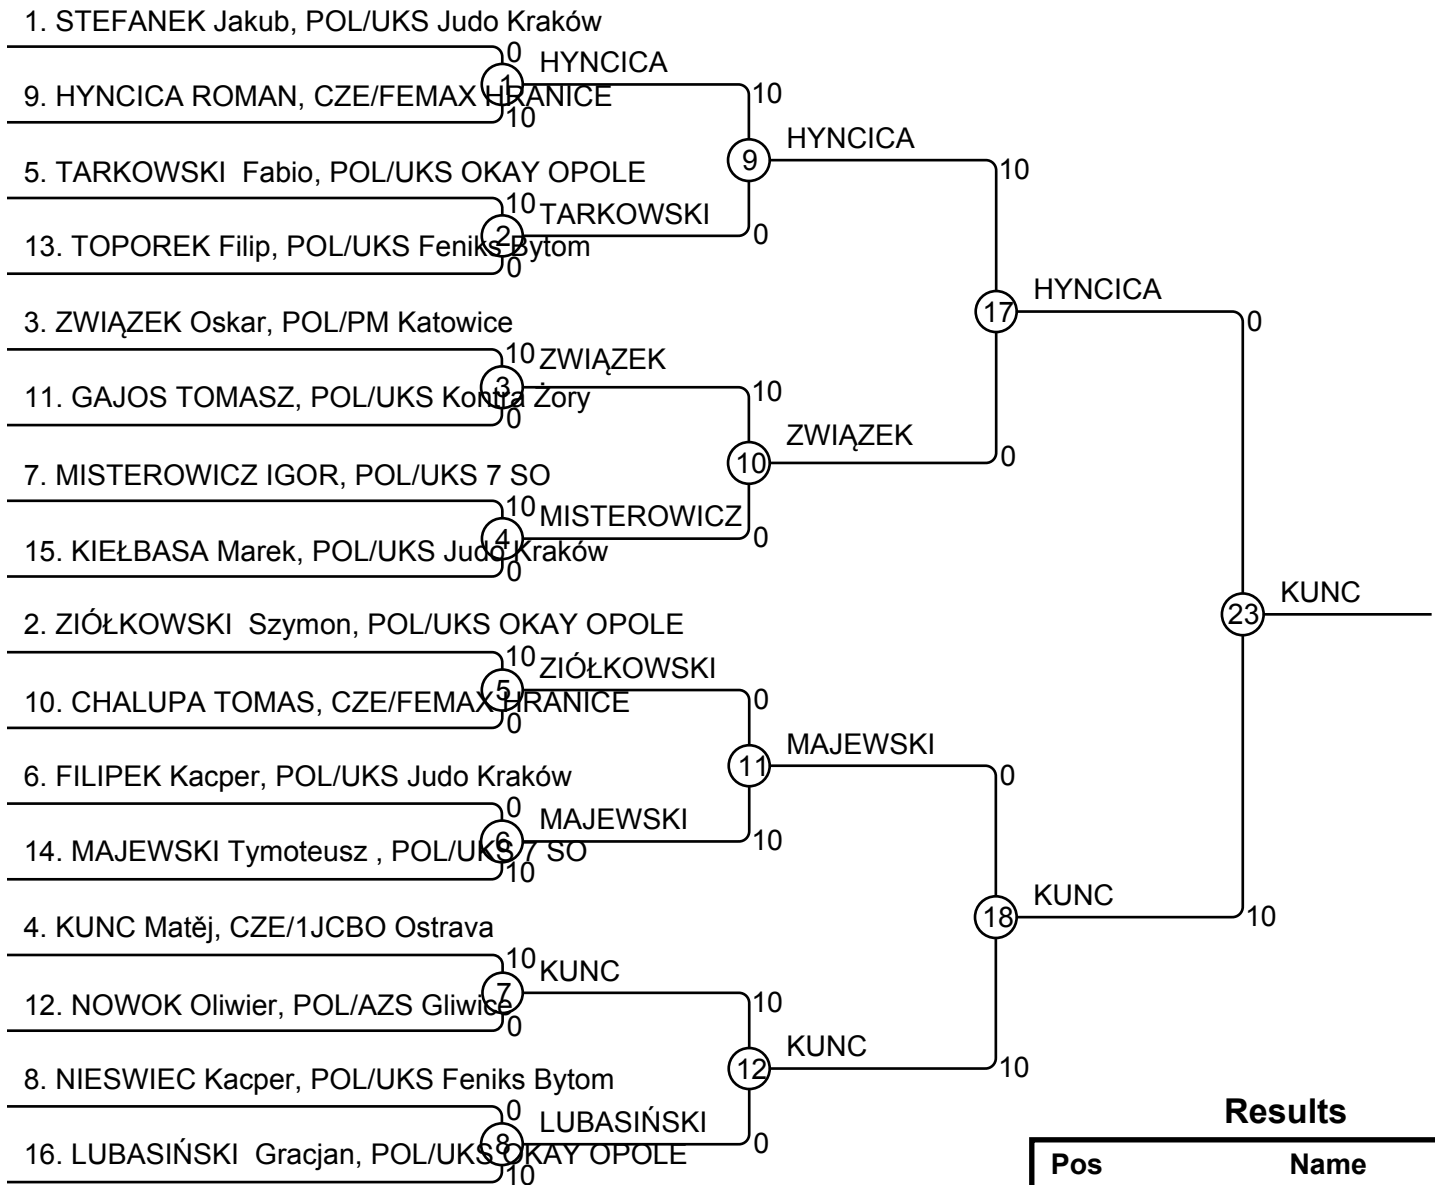 1. STEFANEK Jakub, POL/UKS Judo Kraków
0
HYNCICA
1
9. HYNCICA ROMAN, CZE/FEMAX HRANICE
10
10
HYNCICA
9
5. TARKOWSKI  Fabio, POL/UKS OKAY OPOLE
10
10
TARKOWSKI
2
0
13. TOPOREK Filip, POL/UKS Feniks Bytom
0
HYNCICA
17
0
3. ZWIĄZEK Oskar, POL/PM Katowice
10
ZWIĄZEK
3
10
11. GAJOS TOMASZ, POL/UKS Kontra Żory
0
ZWIĄZEK
10
0
7. MISTEROWICZ IGOR, POL/UKS 7 SO
10
MISTEROWICZ
4
0
15. KIEŁBASA Marek, POL/UKS Judo Kraków
0
KUNC
23
2. ZIÓŁKOWSKI  Szymon, POL/UKS OKAY OPOLE
10
ZIÓŁKOWSKI
5
0
10. CHALUPA TOMAS, CZE/FEMAX HRANICE
0
MAJEWSKI
11
0
6. FILIPEK Kacper, POL/UKS Judo Kraków
0
MAJEWSKI
6
10
14. MAJEWSKI Tymoteusz , POL/UKS 7 SO
10
KUNC
18
10
4. KUNC Matěj, CZE/1JCBO Ostrava
10
KUNC
7
10
12. NOWOK Oliwier, POL/AZS Gliwice
0
KUNC
12
10
8. NIESWIEC Kacper, POL/UKS Feniks Bytom
0
LUBASIŃSKI
8
0
16. LUBASIŃSKI  Gracjan, POL/UKS OKAY OPOLE
10
Results
Pos Name